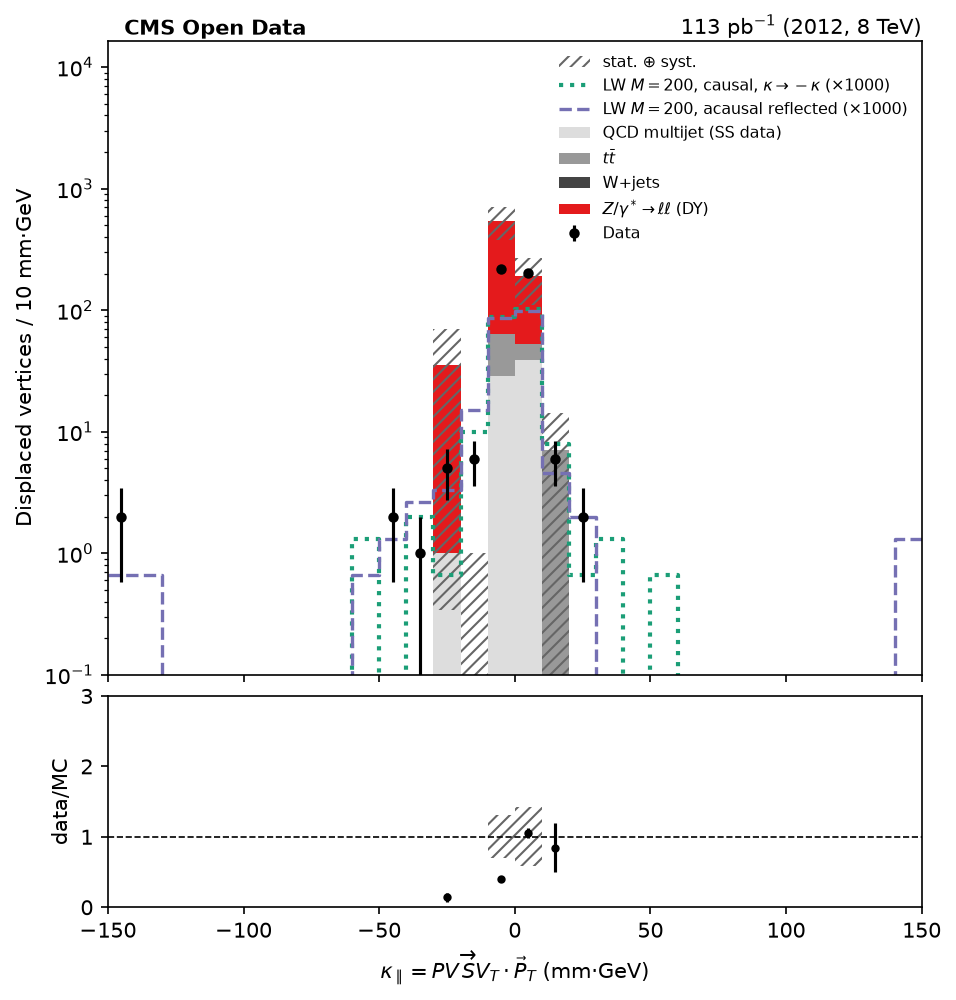 CMS Open Data
113 pb⁻¹ (2012, 8 TeV)
stat. ⊕ syst.
LW M = 200, causal, κ → −κ (×1000)
LW M = 200, acausal reflected (×1000)
QCD multijet (SS data)
tt̄
W+jets
Z/γ* → ℓℓ (DY)
Data
Displaced vertices / 10 mm·GeV
10⁴
10³
10²
10¹
10⁰
10⁻¹
data/MC
3
2
1
0
−150 −100 −50 0 50 100 150
κ∥ = PV S⃗V_T · P⃗_T (mm·GeV)